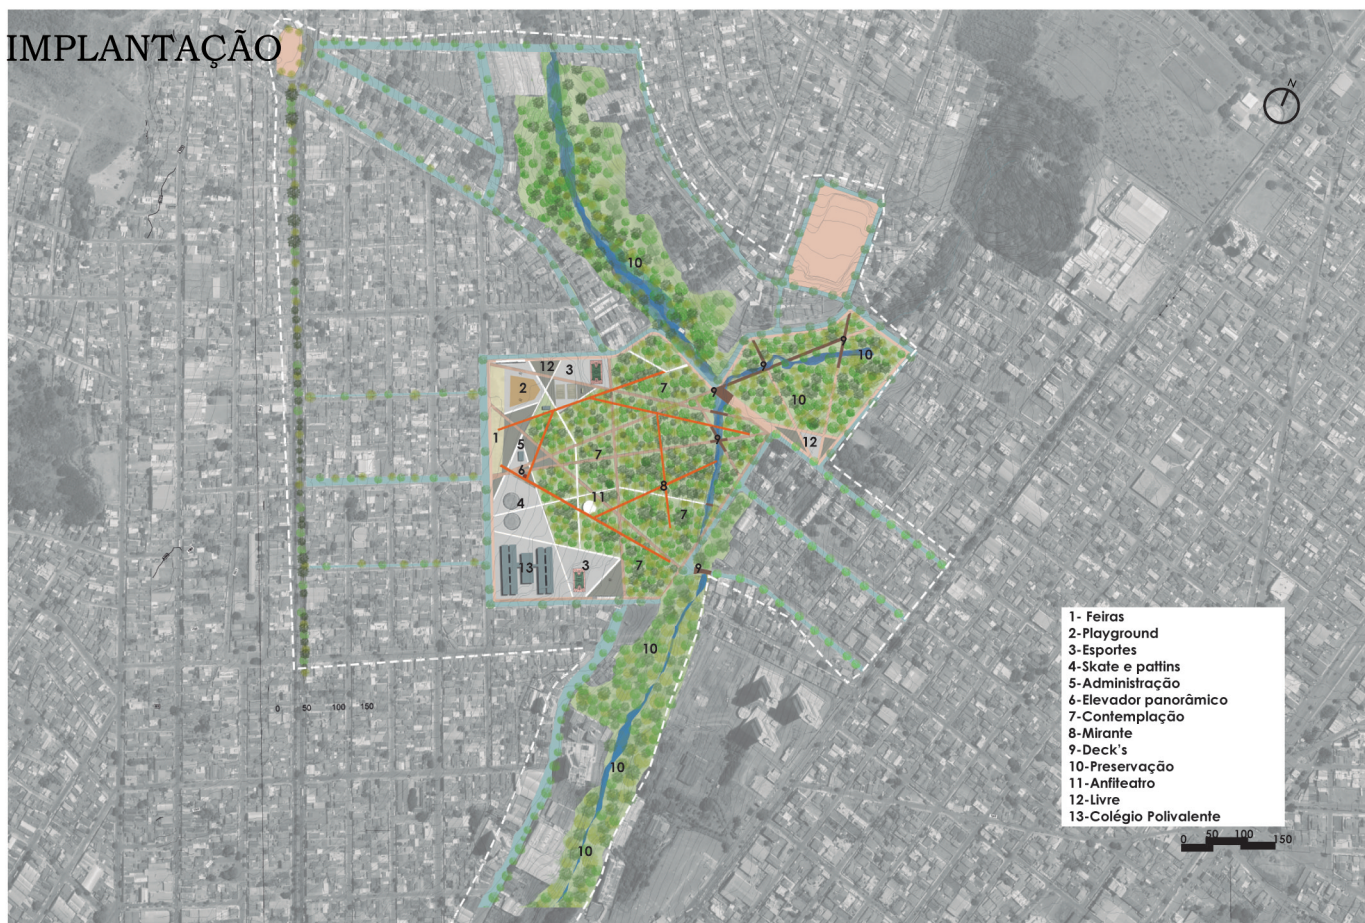 IMPLANTAÇÃO
N
10
9
10
12
3
7
2
9
10
1
5
9
12
7
6
8
4
11
7
13
3
7
9
10
0 50 100 150
10
10
1- Feiras
2-Playground
3-Esportes
4-Skate e pattins
5-Administração
6-Elevador panorâmico
7-Contemplação
8-Mirante
9-Deck's
10-Preservação
11-Anfiteatro
12-Livre
13-Colégio Polivalente
0 50 100 150